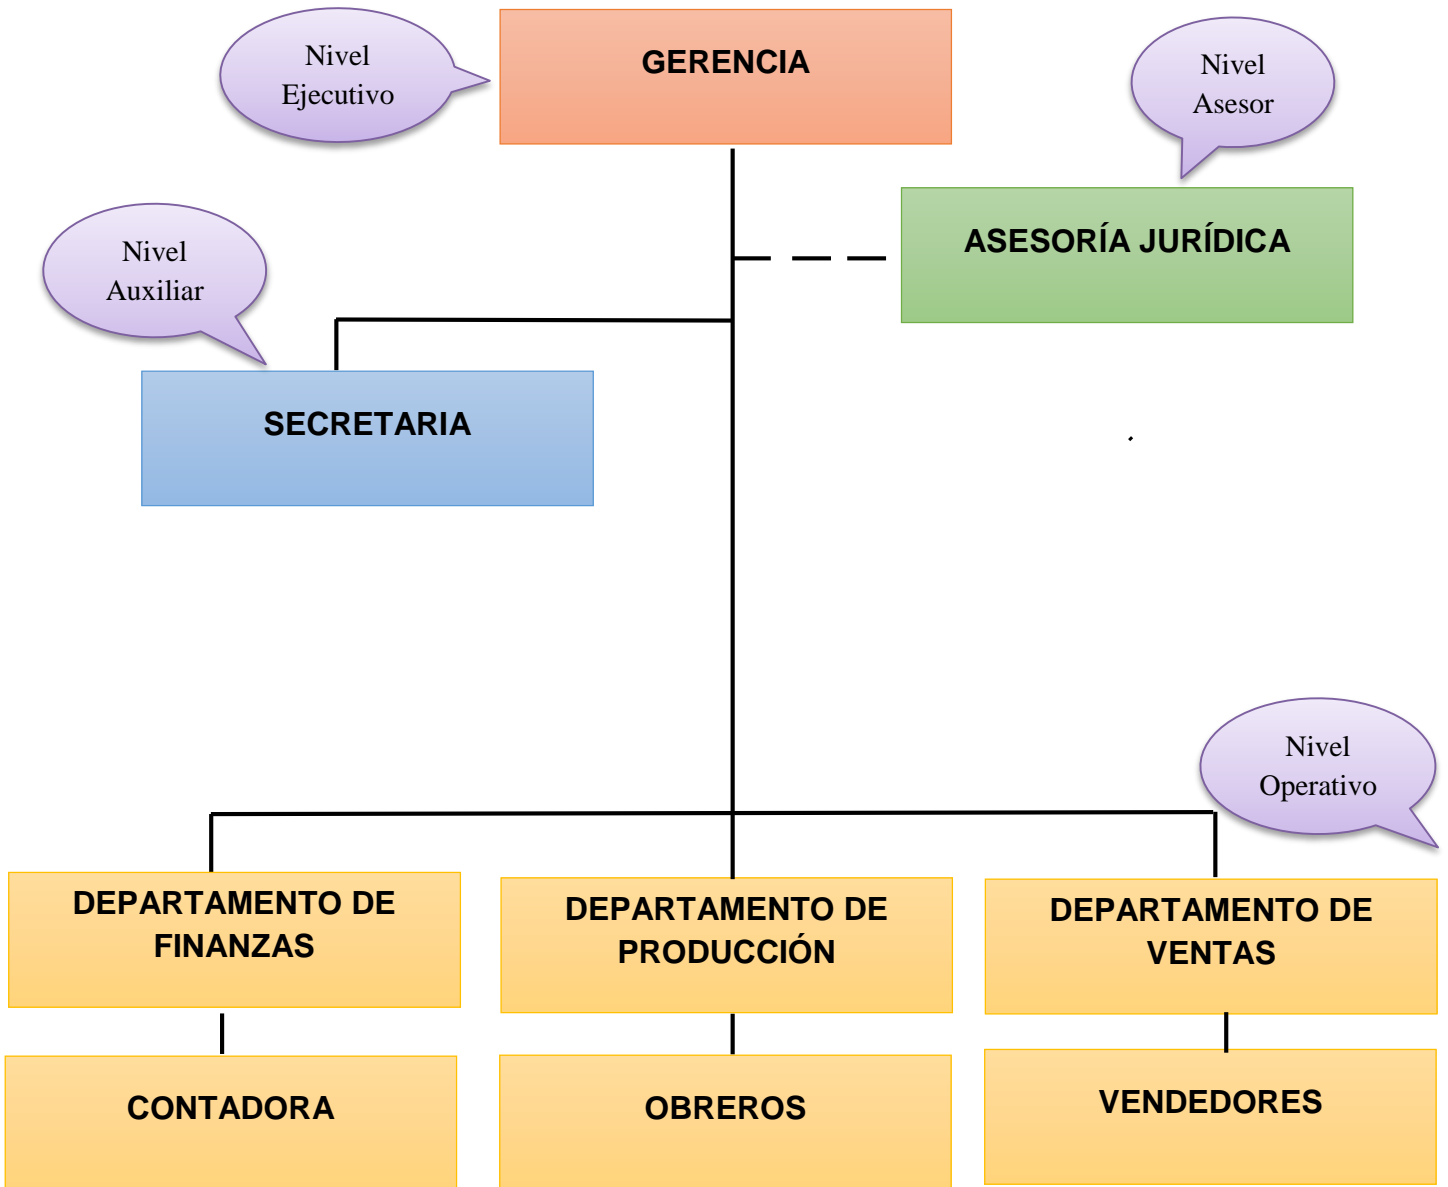 Nivel
Ejecutivo
GERENCIA
Nivel
Asesor
ASESORÍA JURÍDICA
Nivel
Auxiliar
SECRETARIA
Nivel
Operativo
DEPARTAMENTO DE
FINANZAS
DEPARTAMENTO DE
PRODUCCIÓN
DEPARTAMENTO DE
VENTAS
CONTADORA
OBREROS
VENDEDORES